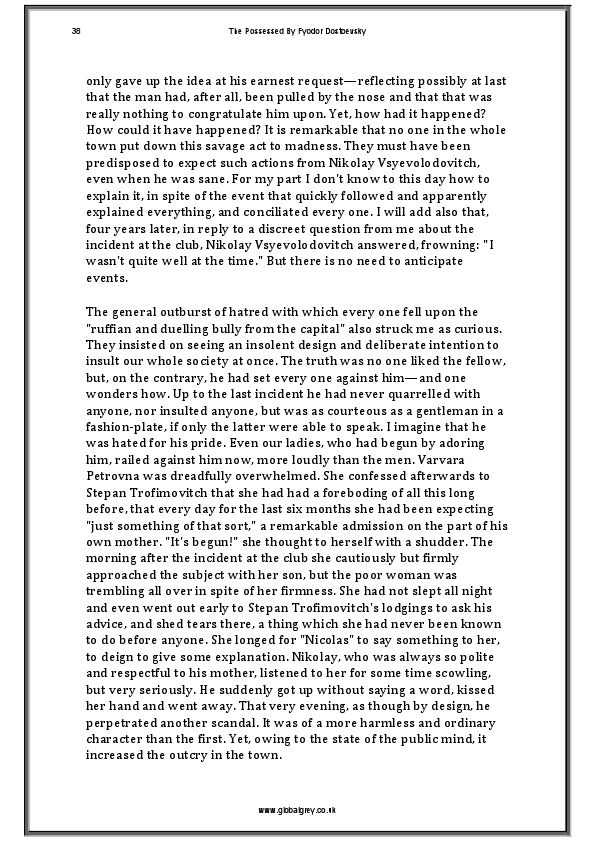 38
The Possessed By Fyodor Dostoevsky
only gave up the idea at his earnest request—reflecting possibly at last
that the man had, after all, been pulled by the nose and that that was
really nothing to congratulate him upon. Yet, how had it happened?
How could it have happened? It is remarkable that no one in the whole
town put down this savage act to madness. They must have been
predisposed to expect such actions from Nikolay Vsyevolodovitch,
even when he was sane. For my part I don't know to this day how to
explain it, in spite of the event that quickly followed and apparently
explained everything, and conciliated every one. I will add also that,
four years later, in reply to a discreet question from me about the
incident at the club, Nikolay Vsyevolodovitch answered, frowning: "I
wasn't quite well at the time." But there is no need to anticipate
events.
The general outburst of hatred with which every one fell upon the
"ruffian and duelling bully from the capital" also struck me as curious.
They insisted on seeing an insolent design and deliberate intention to
insult our whole society at once. The truth was no one liked the fellow,
but, on the contrary, he had set every one against him—and one
wonders how. Up to the last incident he had never quarrelled with
anyone, nor insulted anyone, but was as courteous as a gentleman in a
fashion-plate, if only the latter were able to speak. I imagine that he
was hated for his pride. Even our ladies, who had begun by adoring
him, railed against him now, more loudly than the men. Varvara
Petrovna was dreadfully overwhelmed. She confessed afterwards to
Stepan Trofimovitch that she had had a foreboding of all this long
before, that every day for the last six months she had been expecting
"just something of that sort," a remarkable admission on the part of his
own mother. "It's begun!" she thought to herself with a shudder. The
morning after the incident at the club she cautiously but firmly
approached the subject with her son, but the poor woman was
trembling all over in spite of her firmness. She had not slept all night
and even went out early to Stepan Trofimovitch's lodgings to ask his
advice, and shed tears there, a thing which she had never been known
to do before anyone. She longed for "Nicolas" to say something to her,
to deign to give some explanation. Nikolay, who was always so polite
and respectful to his mother, listened to her for some time scowling,
but very seriously. He suddenly got up without saying a word, kissed
her hand and went away. That very evening, as though by design, he
perpetrated another scandal. It was of a more harmless and ordinary
character than the first. Yet, owing to the state of the public mind, it
increased the outcry in the town.
www.globalgrey.co.uk